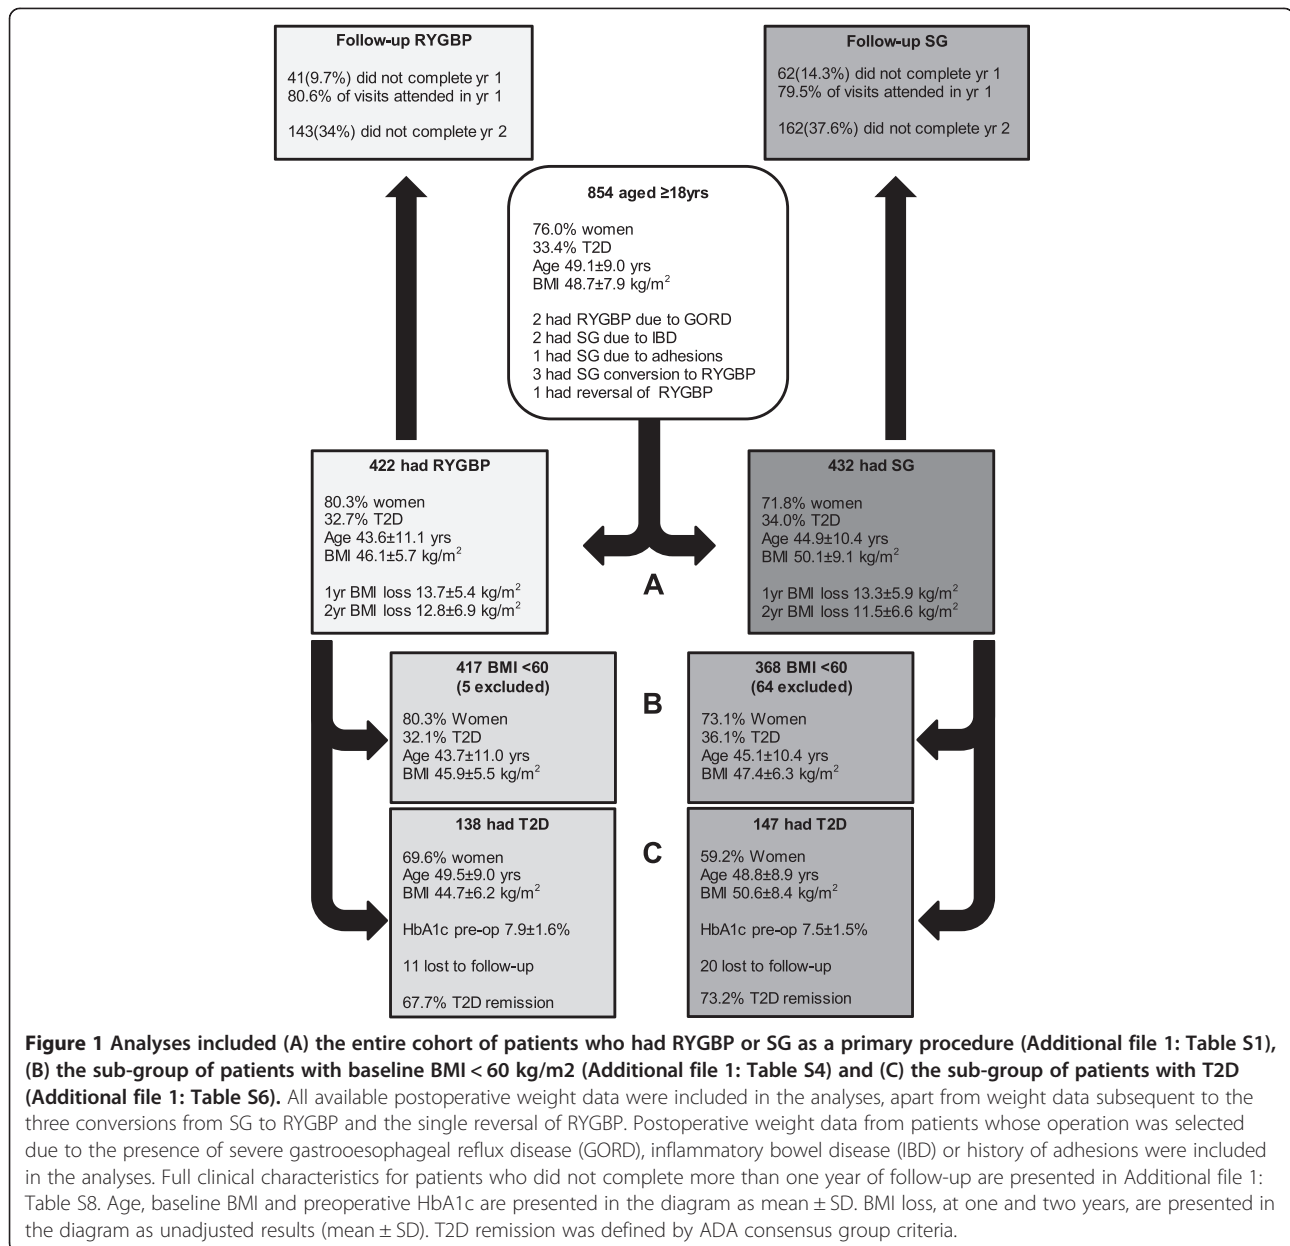 Follow-up RYGBP
41(9.7%) did not complete yr 1
80.6% of visits attended in yr 1
143(34%) did not complete yr 2
Follow-up SG
62(14.3%) did not complete yr 1
79.5% of visits attended in yr 1
162(37.6%) did not complete yr 2
854 aged ≥18yrs
76.0% women
33.4% T2D
Age 49.1±9.0 yrs
BMI 48.7±7.9 kg/m²
2 had RYGBP due to GORD
2 had SG due to IBD
1 had SG due to adhesions
3 had SG conversion to RYGBP
1 had reversal of RYGBP
422 had RYGBP
80.3% women
32.7% T2D
Age 43.6±11.1 yrs
BMI 46.1±5.7 kg/m²
1yr BMI loss 13.7±5.4 kg/m²
2yr BMI loss 12.8±6.9 kg/m²
A
432 had SG
71.8% women
34.0% T2D
Age 44.9±10.4 yrs
BMI 50.1±9.1 kg/m²
1yr BMI loss 13.3±5.9 kg/m²
2yr BMI loss 11.5±6.6 kg/m²
417 BMI <60
(5 excluded)
80.3% Women
32.1% T2D
Age 43.7±11.0 yrs
BMI 45.9±5.5 kg/m²
B
368 BMI <60
(64 excluded)
73.1% Women
36.1% T2D
Age 45.1±10.4 yrs
BMI 47.4±6.3 kg/m²
138 had T2D
69.6% women
Age 49.5±9.0 yrs
BMI 44.7±6.2 kg/m²
HbA1c pre-op 7.9±1.6%
11 lost to follow-up
67.7% T2D remission
C
147 had T2D
59.2% Women
Age 48.8±8.9 yrs
BMI 50.6±8.4 kg/m²
HbA1c pre-op 7.5±1.5%
20 lost to follow-up
73.2% T2D remission
Figure 1 Analyses included (A) the entire cohort of patients who had RYGBP or SG as a primary procedure (Additional file 1: Table S1),
(B) the sub-group of patients with baseline BMI < 60 kg/m2 (Additional file 1: Table S4) and (C) the sub-group of patients with T2D
(Additional file 1: Table S6). All available postoperative weight data were included in the analyses, apart from weight data subsequent to the
three conversions from SG to RYGBP and the single reversal of RYGBP. Postoperative weight data from patients whose operation was selected
due to the presence of severe gastrooesophageal reflux disease (GORD), inflammatory bowel disease (IBD) or history of adhesions were included
in the analyses. Full clinical characteristics for patients who did not complete more than one year of follow-up are presented in Additional file 1:
Table S8. Age, baseline BMI and preoperative HbA1c are presented in the diagram as mean ± SD. BMI loss, at one and two years, are presented in
the diagram as unadjusted results (mean ± SD). T2D remission was defined by ADA consensus group criteria.